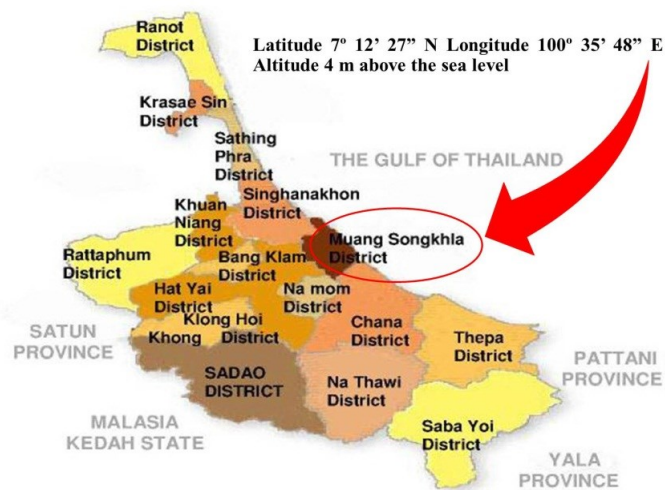 Ranot
District
Latitude 7º 12’ 27” N Longitude 100º 35’ 48” E
Altitude 4 m above the sea level
Krasae Sin
District
Sathing
Phra
District
THE GULF OF THAILAND
Singhanakhon
District
Khuan
Niang
District
Muang Songkhla
District
Rattaphum
District
Bang Klam
District
Hat Yai
District
Na mom
District
Klong Hoi
Khong District
Chana
District
Thepa
District
SATUN
PROVINCE
PATTANI
PROVINCE
SADAO
DISTRICT
Na Thawi
District
MALASIA
KEDAH STATE
Saba Yoi
District
YALA
PROVINCE